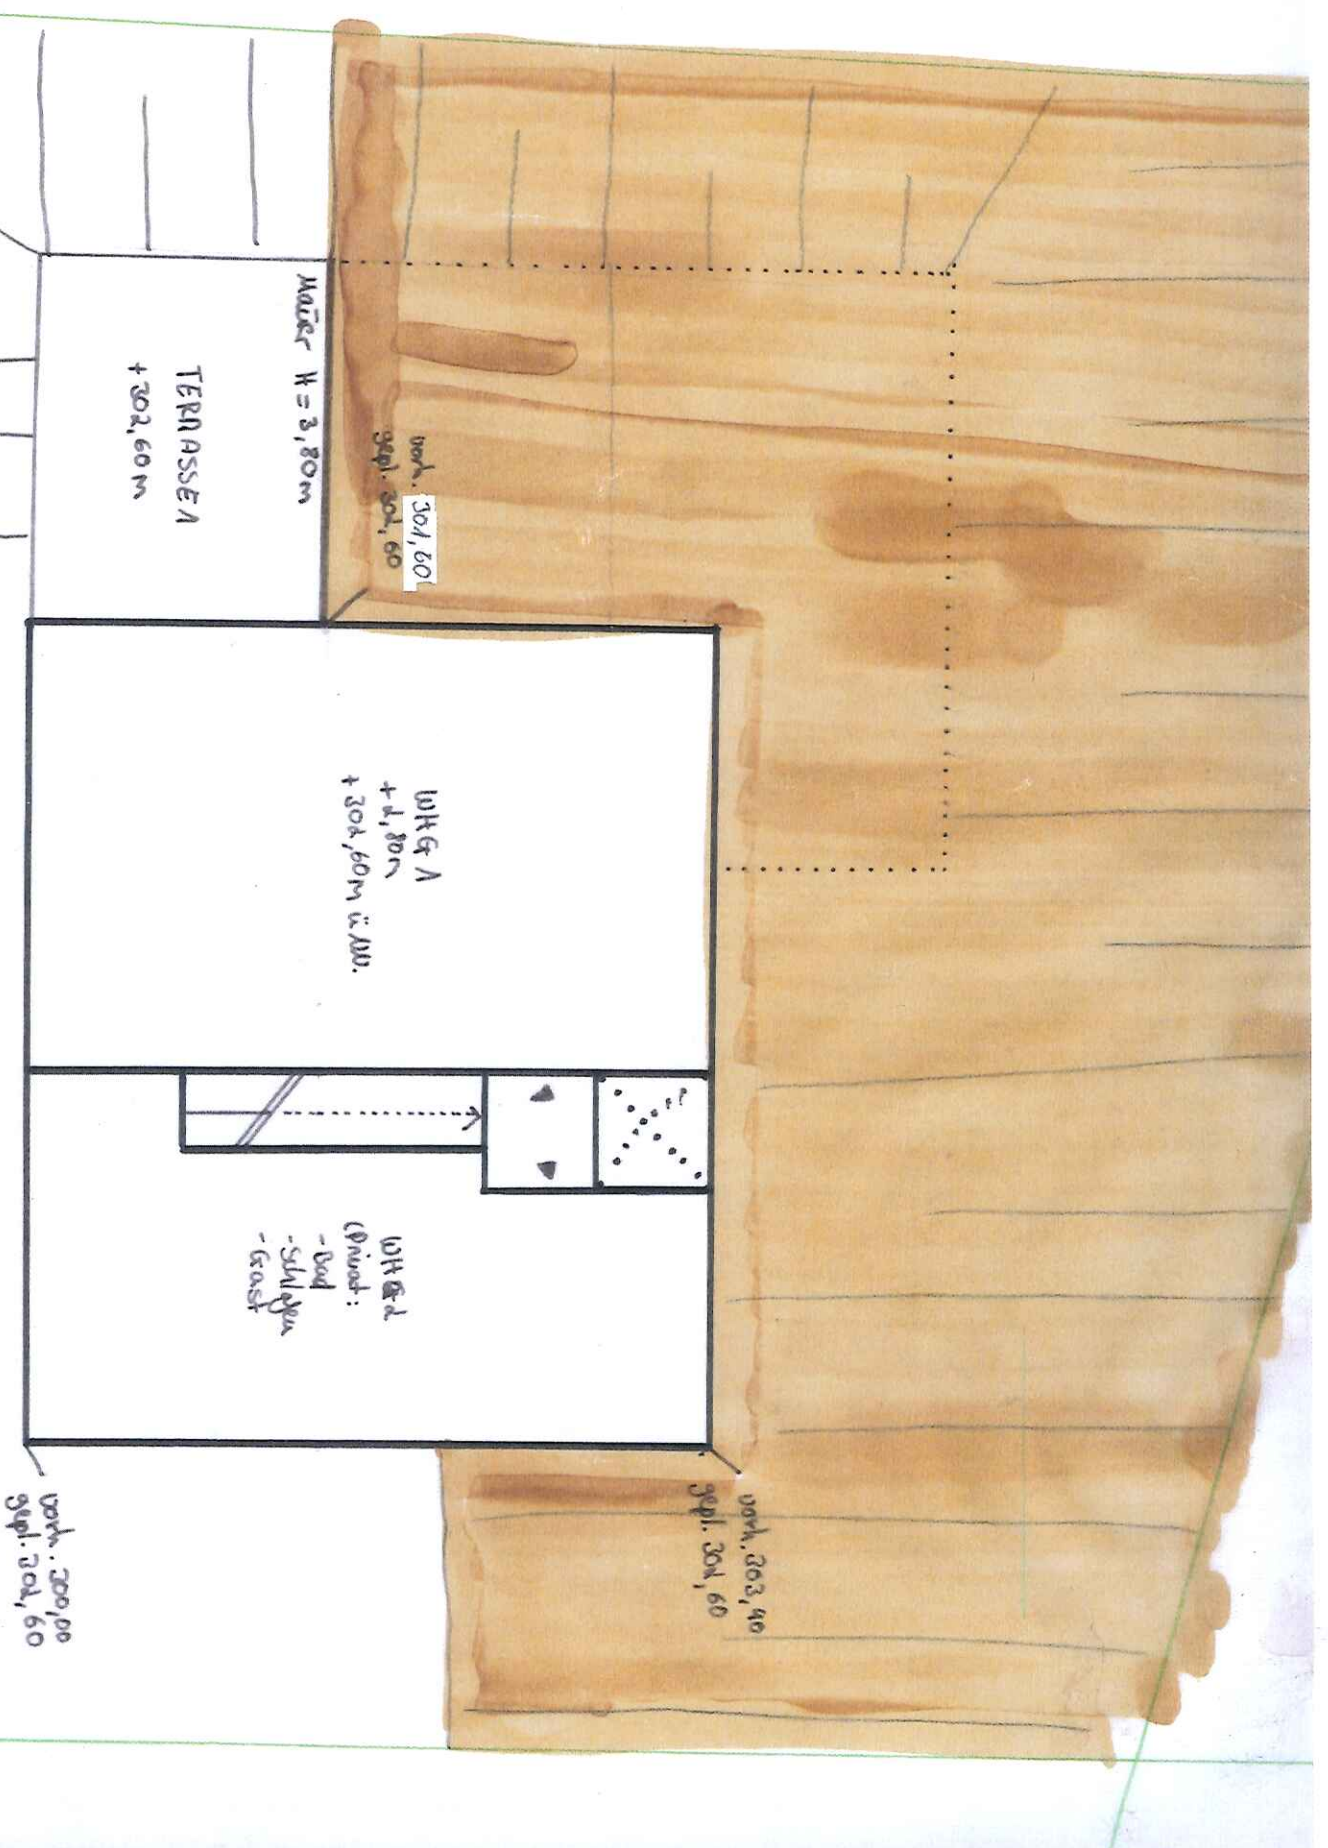 Mauer H=3,80m
TERRASSE 1
+302,60m
vorh. 301,60
gepl. 302,60
WHG 1
+2,80m
+302,60m ü NN.
WHG 2
(Privat:
-Bad
-Schlafen
-Gast
vorh. 303,40
gepl. 302,60
vorh. 300,00
gepl. 302,60